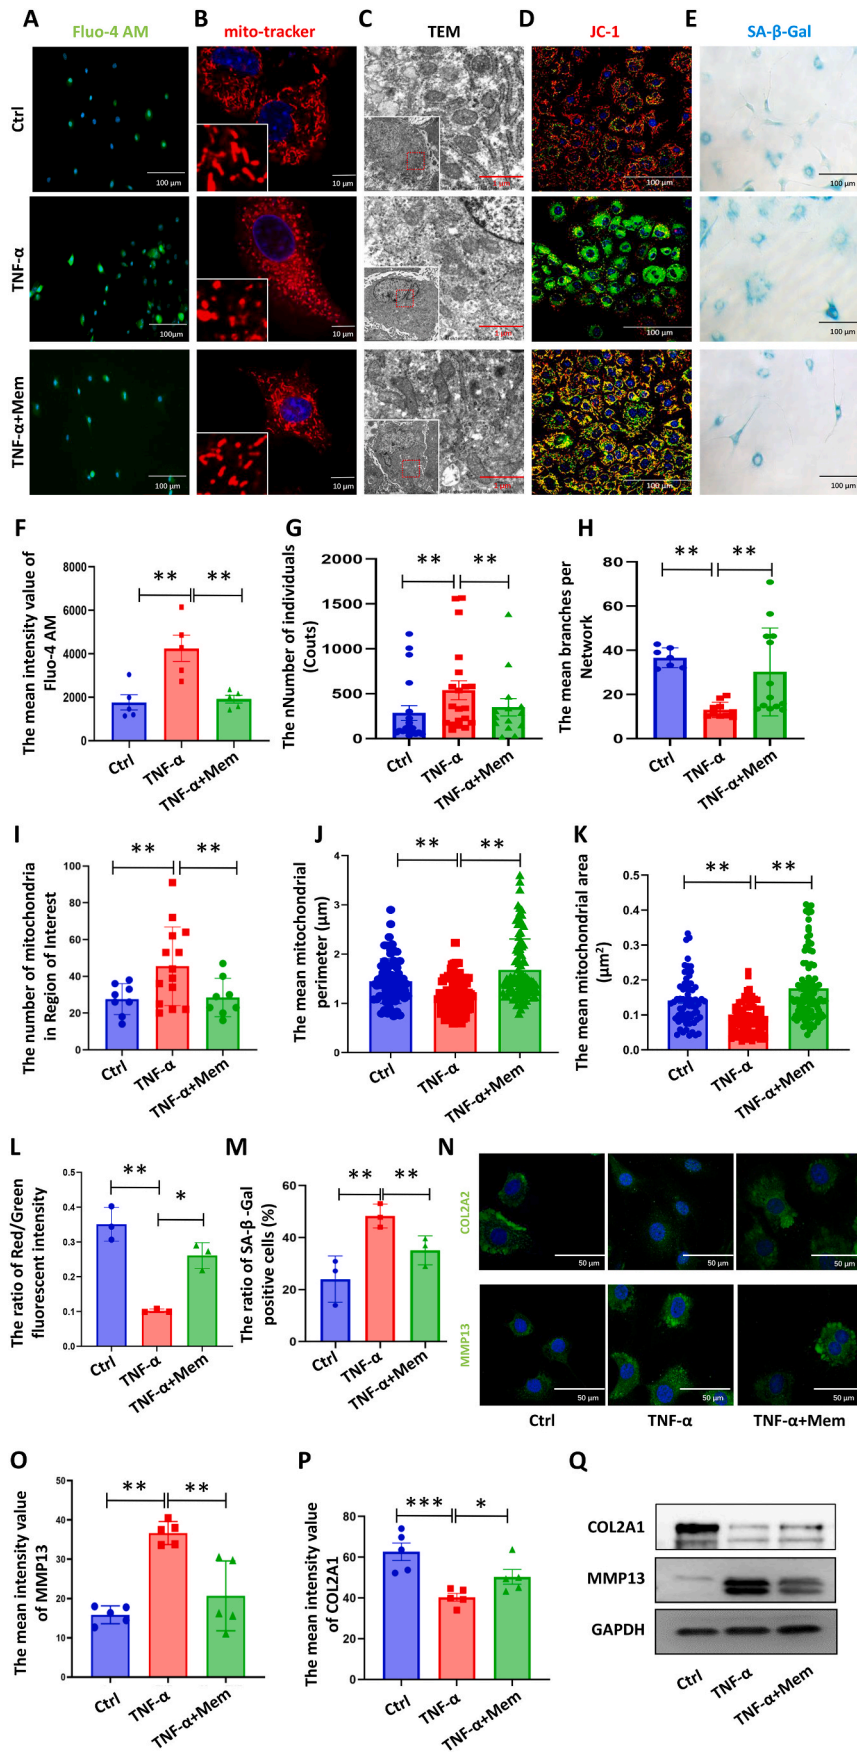 A Fluo-4 AM B mito-tracker C TEM D JC-1 E SA-β-Gal
Ctrl
100 μm 10 μm 100 μm 100 μm
TNF-α
100μm 10 μm 100 μm 100 μm
TNF-α+Mem
100 μm 10 μm 100 μm 100 μm
F
The mean intensity value of
Fluo-4 AM
8000
6000
4000
2000
0
** **
Ctrl TNF-α TNF-α+Mem
G
The nNumber of individuals
(Couts)
2000
1500
1000
500
0
** **
Ctrl TNF-α TNF-α+Mem
H
The mean branches per
Network
80
60
40
20
0
** **
Ctrl TNF-α TNF-α+Mem
I
The number of mitochondria
in Region of Interest
100
80
60
40
20
0
** **
Ctrl TNF-α TNF-α+Mem
J
The mean mitochondrial
perimeter (μm)
4
3
2
1
0
** **
Ctrl TNF-α TNF-α+Mem
K
The mean mitochondrial area
(μm²)
0.5
0.4
0.3
0.2
0.1
0.0
** **
Ctrl TNF-α TNF-α+Mem
L
The ratio of Red/Green
fluorescent intensity
0.5
0.4
0.3
0.2
0.1
0.0
** *
Ctrl TNF-α TNF-α+Mem
M
The ratio of SA-β -Gal
positive cells (%)
60
40
20
0
** **
Ctrl TNF-α TNF-α+Mem
N
COL2A2
50 μm 50 μm 50 μm
MMP13
50 μm 50 μm 50 μm
Ctrl TNF-α TNF-α+Mem
O
The mean intensity value
of MMP13
50
40
30
20
10
0
** **
Ctrl TNF-α TNF-α+Mem
P
The mean intensity value
of COL2A1
80
60
40
20
0
*** *
Ctrl TNF-α TNF-α+Mem
Q
COL2A1
MMP13
GAPDH
Ctrl TNF-α TNF-α+Mem